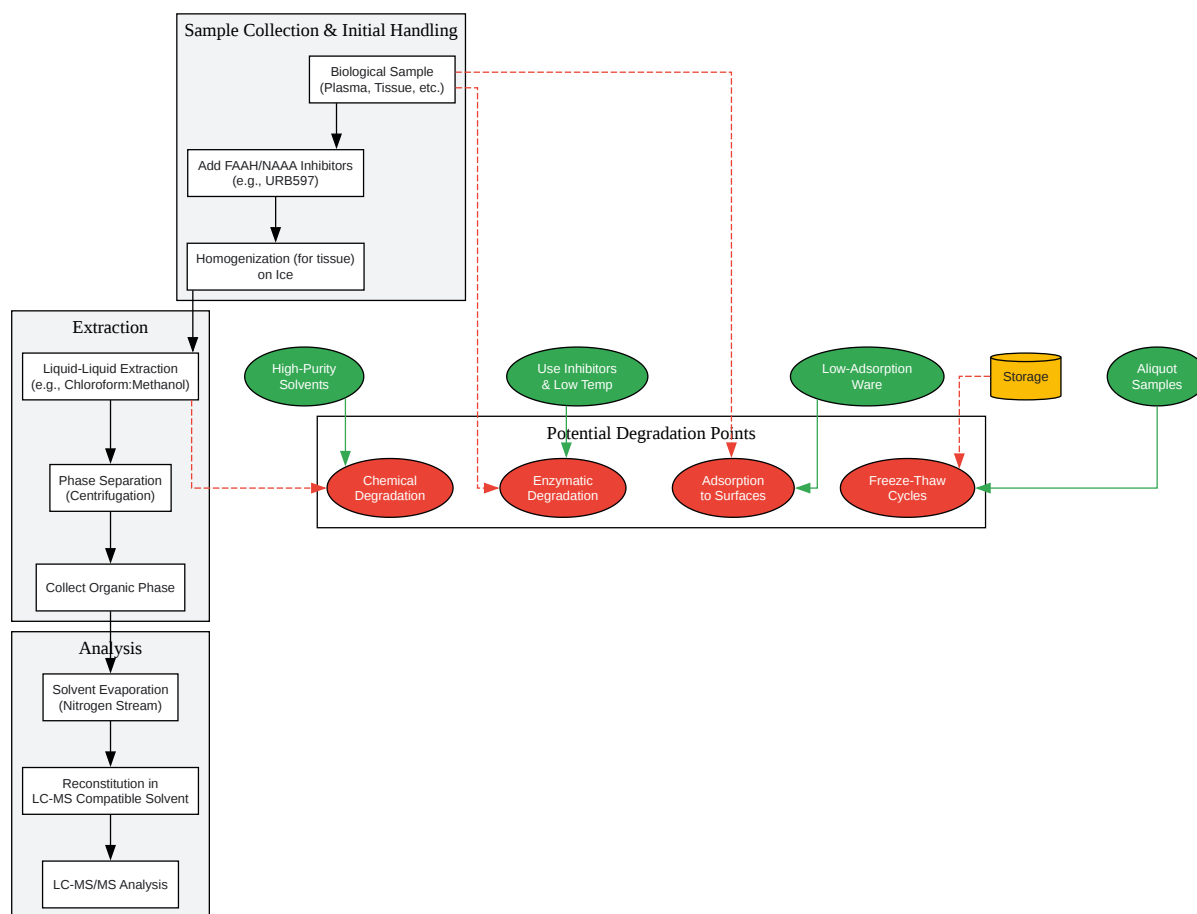 Sample Collection & Initial Handling
Biological Sample
(Plasma, Tissue, etc.)
Add FAAH/NAAA Inhibitors
(e.g., URB597)
Homogenization (for tissue)
on Ice
Extraction
Liquid-Liquid Extraction
(e.g., Chloroform:Methanol)
Phase Separation
(Centrifugation)
Collect Organic Phase
High-Purity
Solvents
Use Inhibitors
& Low Temp
Low-Adsorption
Ware
Storage
Aliquot
Samples
Potential Degradation Points
Chemical
Degradation
Enzymatic
Degradation
Adsorption
to Surfaces
Freeze-Thaw
Cycles
Analysis
Solvent Evaporation
(Nitrogen Stream)
Reconstitution in
LC-MS Compatible Solvent
LC-MS/MS Analysis